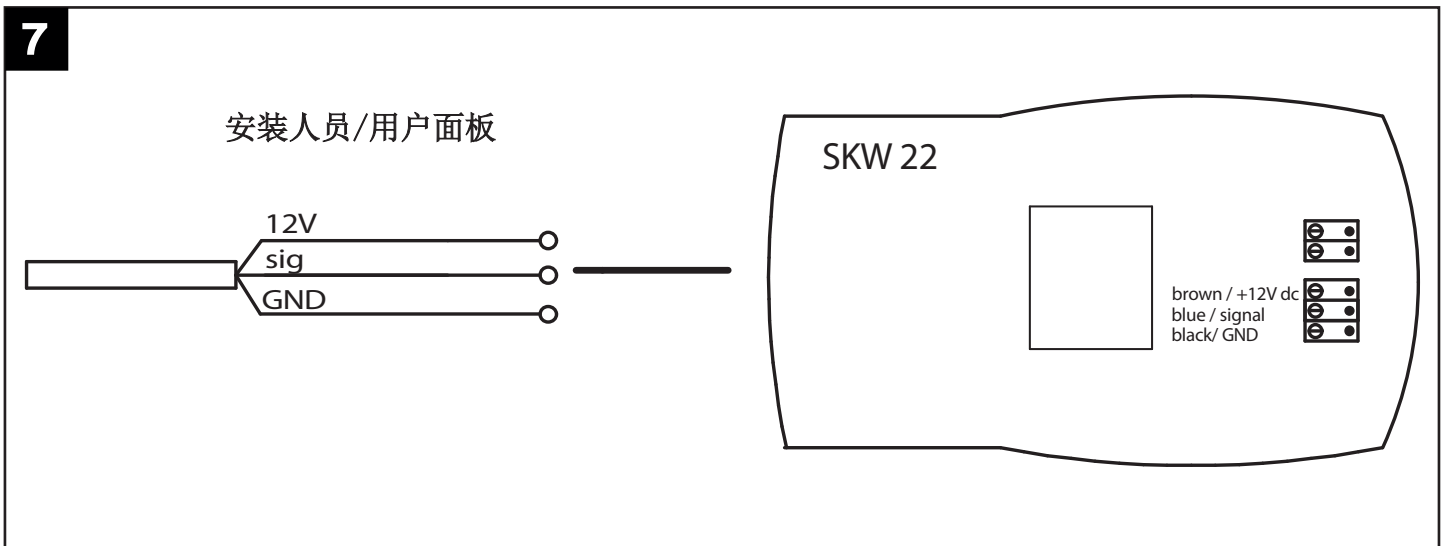 7
安装人员/用户面板
12V
sig
GND
SKW 22
brown / +12V dc
blue / signal
black/ GND